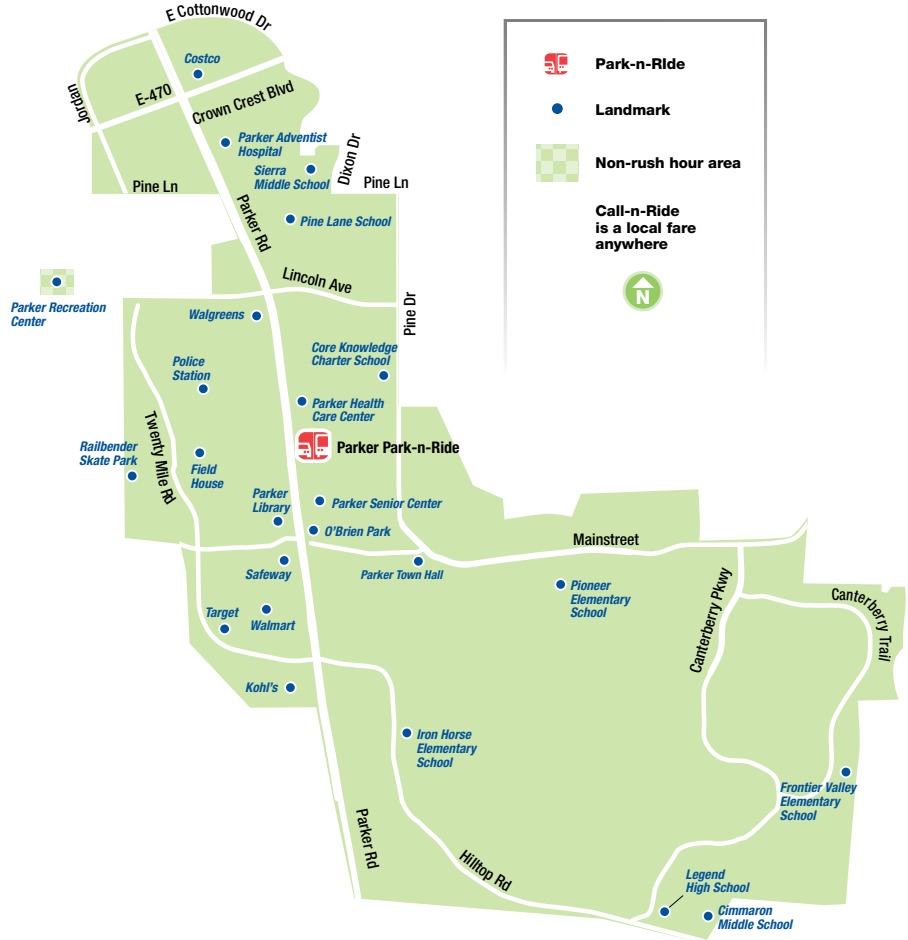 E Cottonwood Dr
Costco
Jordan
E-470
Crown Crest Blvd
Parker Adventist
Hospital
Dixon Dr
Sierra
Middle School
Pine Ln
Pine Ln
Parker Rd
Pine Lane School
Lincoln Ave
Parker Recreation
Center
Walgreens
Pine Dr
Core Knowledge
Charter School
Police
Station
Parker Health
Care Center
Twenty Mile Rd
Railbender
Skate Park
Field
House
Parker Park-n-Ride
Parker
Library
Parker Senior Center
O'Brien Park
Mainstreet
Safeway
Parker Town Hall
Pioneer
Elementary
School
Canterberry Pkwy
Canterberry Trail
Target
Walmart
Kohl's
Iron Horse
Elementary
School
Frontier Valley
Elementary
School
Parker Rd
Hilltop Rd
Legend
High School
Cimmaron
Middle School
Park-n-RIde
Landmark
Non-rush hour area
Call-n-Ride
is a local fare
anywhere
N